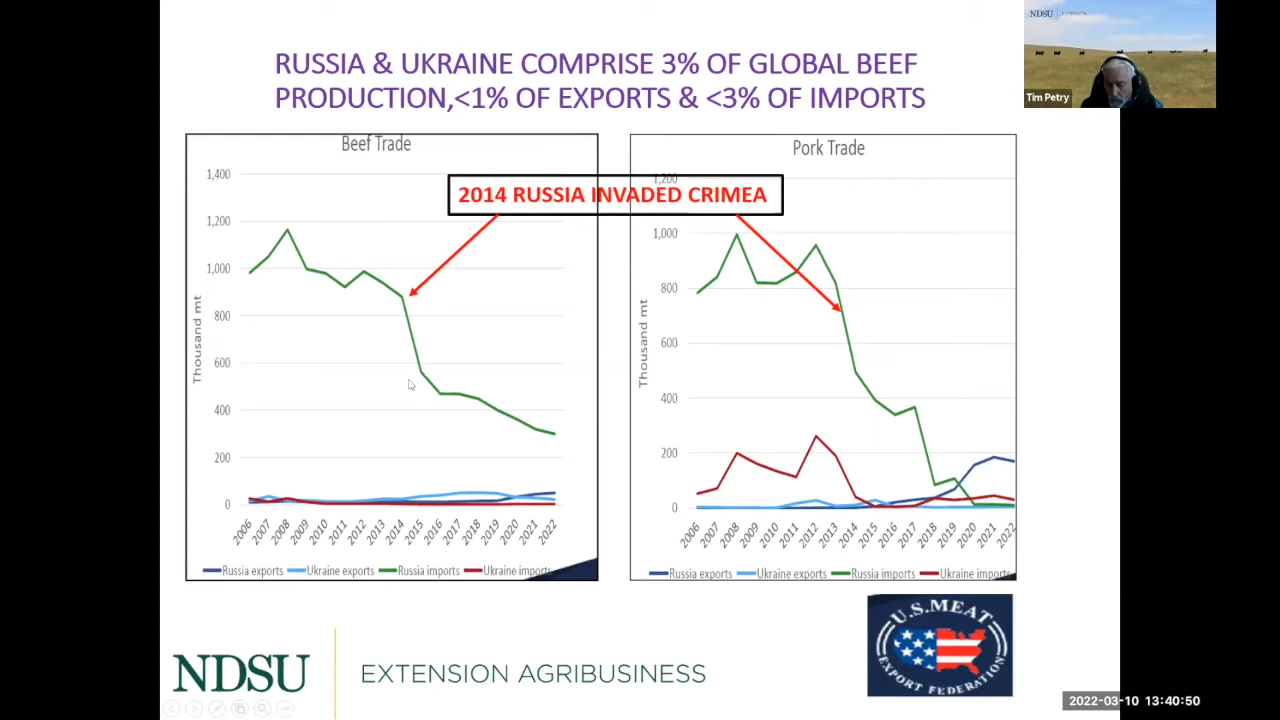 NDSU EXTENSION
Tim Petry
RUSSIA & UKRAINE COMPRISE 3% OF GLOBAL BEEF
PRODUCTION,<1% OF EXPORTS & <3% OF IMPORTS
2014 RUSSIA INVADED CRIMEA
Beef Trade
1,400
1,200
1,000
800
600
400
200
0
Thousand mt
2006 2007 2008 2009 2010 2011 2012 2013 2014 2015 2016 2017 2018 2019 2020 2021 2022
Russia exports Ukraine exports Russia imports Ukraine imports
Pork Trade
1,200
1,000
800
600
400
200
0
Thousand mt
2006 2007 2008 2009 2010 2011 2012 2013 2014 2015 2016 2017 2018 2019 2020 2021 2022
Russia exports Ukraine exports Russia imports Ukraine imports
U.S. MEAT
EXPORT FEDERATION
NDSU
EXTENSION AGRIBUSINESS
2022-03-10 13:40:50